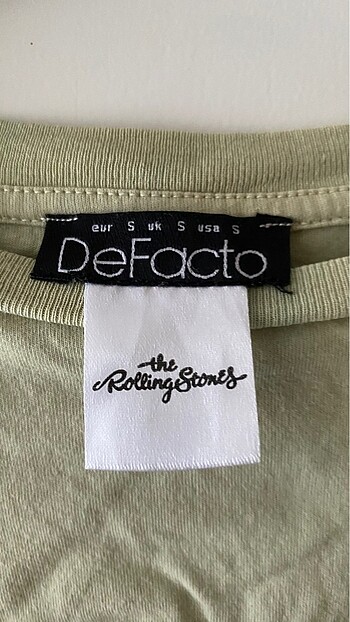 eur S uk S usa S
DeFacto
the
Rolling Stones